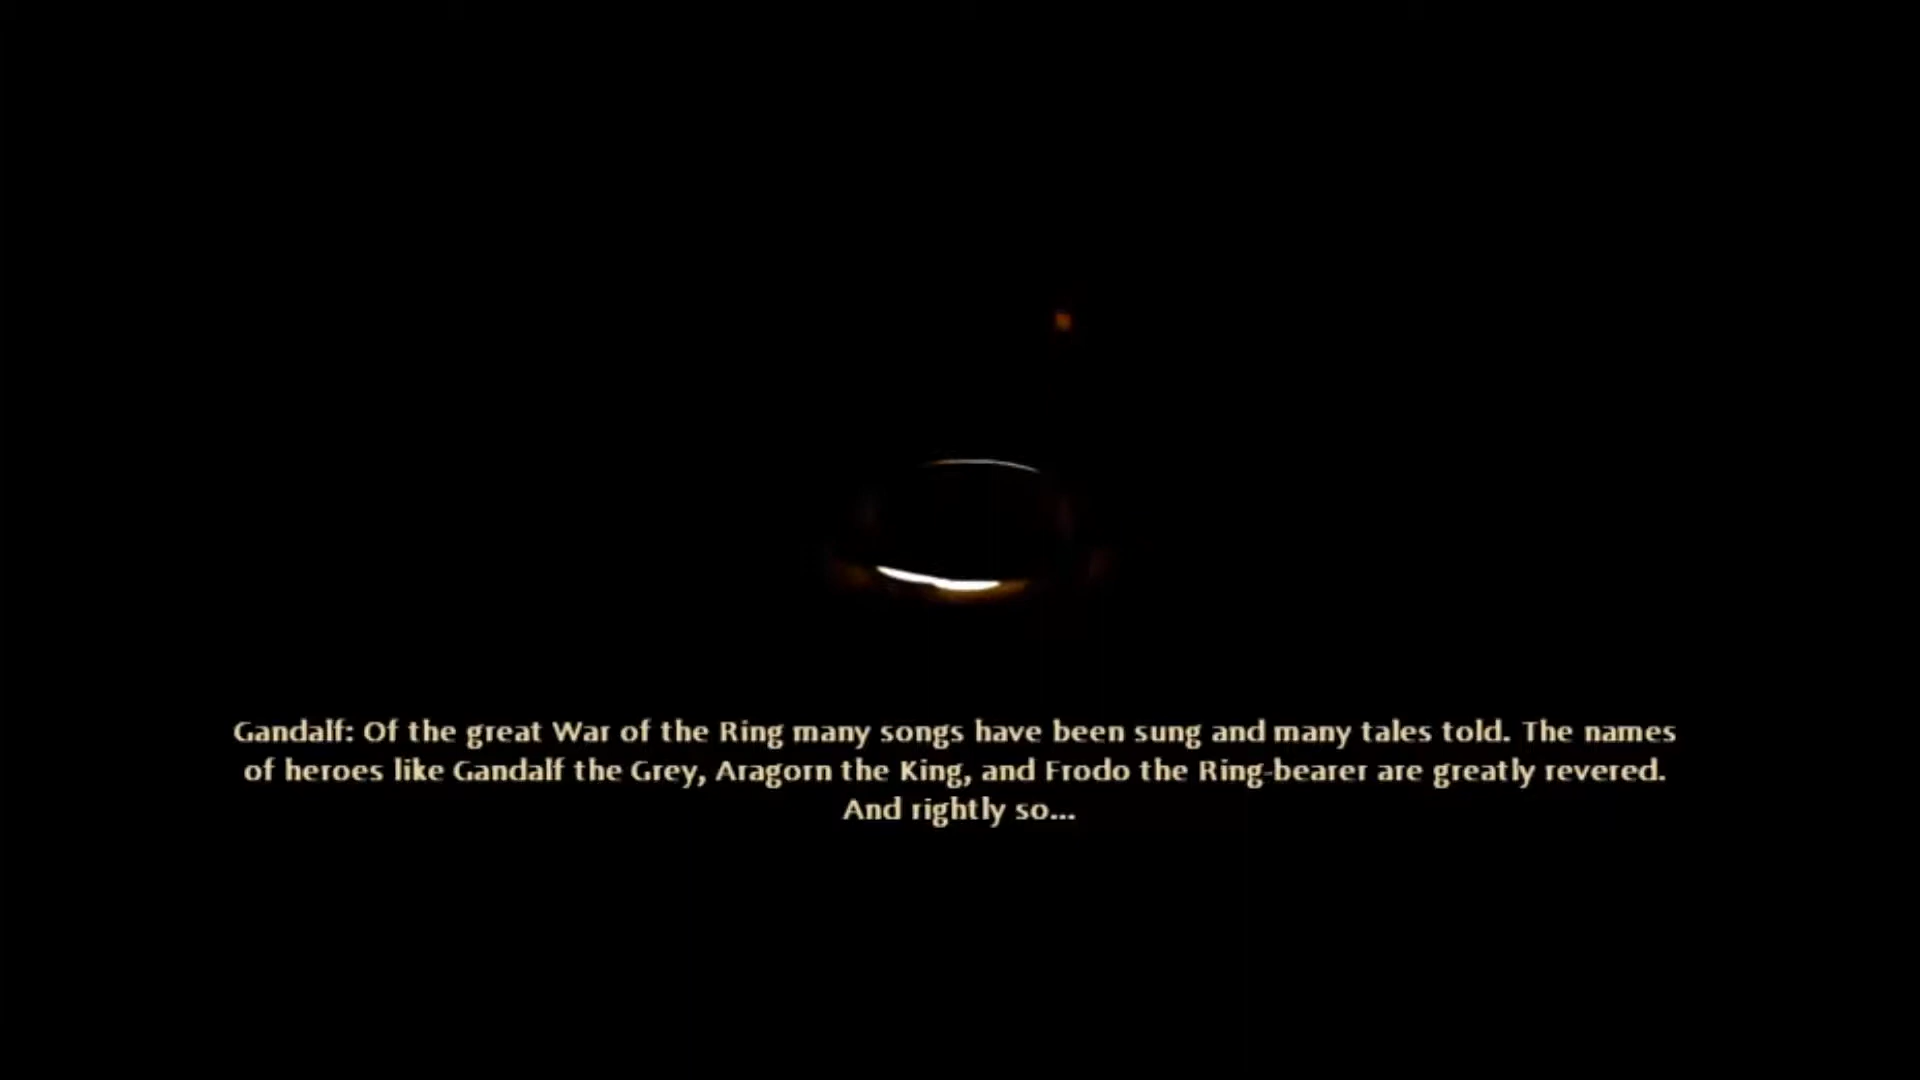 Gandalf: Of the great War of the Ring many songs have been sung and many tales told. The names
of heroes like Gandalf the Grey, Aragorn the King, and Frodo the Ring-bearer are greatly revered.
And rightly so...